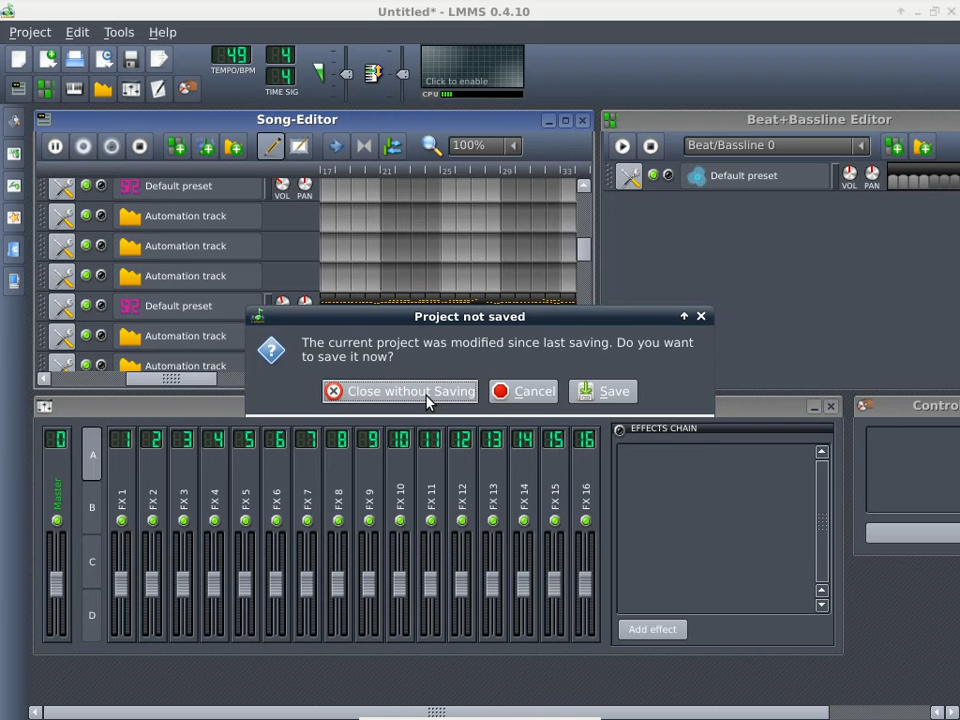 Untitled* - LMMS 0.4.10
Project Edit Tools Help
49
TEMPO/BPM
4
4
TIME SIG
Click to enable
CPU
Song-Editor
100%
17 21 25 29 33
Default preset
VOL PAN
Automation track
Automation track
Automation track
Default preset
Automation track
Automation track
Beat+Bassline Editor
Beat/Bassline 0
Default preset
VOL PAN
Project not saved
The current project was modified since last saving. Do you want
to save it now?
Close without Saving Cancel Save
0 1 2 3 4 5 6 7 8 9 10 11 12 13 14 15 16
A
B
C
D
Master FX 1 FX 2 FX 3 FX 4 FX 5 FX 6 FX 7 FX 8 FX 9 FX 10 FX 11 FX 12 FX 13 FX 14 FX 15 FX 16
EFFECTS CHAIN
Add effect
Contro